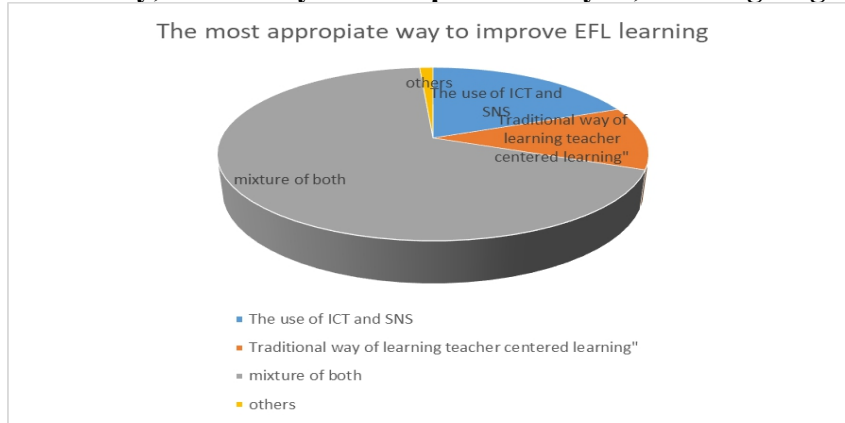 The most appropiate way to improve EFL learning
others
The use of ICT and
SNS
Traditional way of
learning teacher
centered learning"
mixture of both
The use of ICT and SNS
Traditional way of learning teacher centered learning"
mixture of both
others